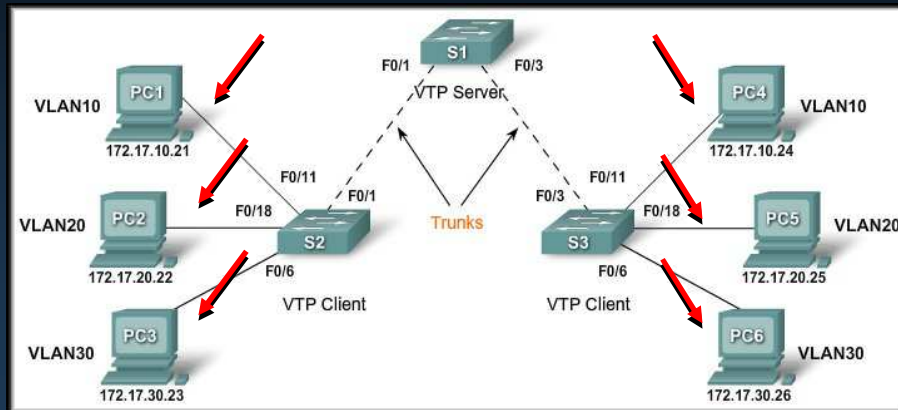 S1
F0/1
F0/3
VTP Server
PC1
VLAN10
172.17.10.21
F0/11
PC4
VLAN10
172.17.10.24
F0/11
PC2
VLAN20
172.17.20.22
F0/18
F0/1
S2
Trunks
F0/3
F0/18
S3
PC5
VLAN20
172.17.20.25
F0/6
VTP Client
F0/6
VTP Client
PC3
VLAN30
172.17.30.23
PC6
VLAN30
172.17.30.26